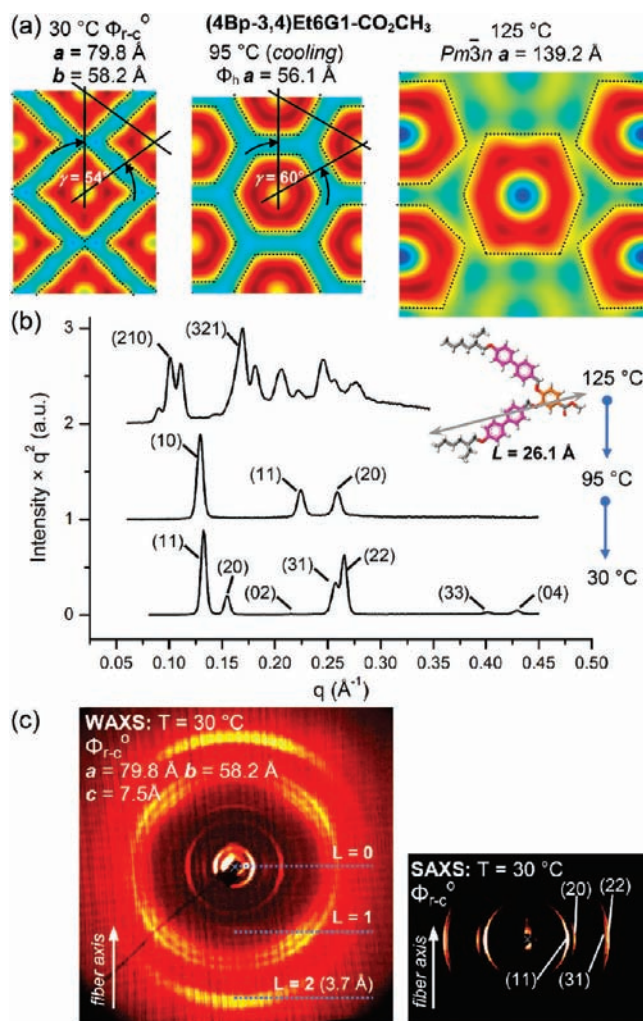 (a)
(4Bp-3,4)Et6G1-CO₂CH₃
30 °C Φr-c°
a = 79.8 Å
b = 58.2 Å
95 °C (cooling)
Φh a = 56.1 Å
125 °C
Pm3̄n a = 139.2 Å
γ = 54°
γ = 60°
(b)
3
2
1
0
Intensity × q² (a.u.)
(210)
(321)
125 °C
L = 26.1 Å
(10)
(11)
(20)
95 °C
(11)
(20)
(02)
(31)
(22)
(33)
(04)
30 °C
0.05 0.10 0.15 0.20 0.25 0.30 0.35 0.40 0.45 0.50
q (Å⁻¹)
(c)
WAXS: T = 30 °C
Φr-c°
a = 79.8 Å b = 58.2 Å
c = 7.5Å
L = 0
L = 1
L = 2 (3.7 Å)
fiber axis
SAXS: T = 30 °C
Φr-c°
(20)
(22)
(11)
(31)
fiber axis